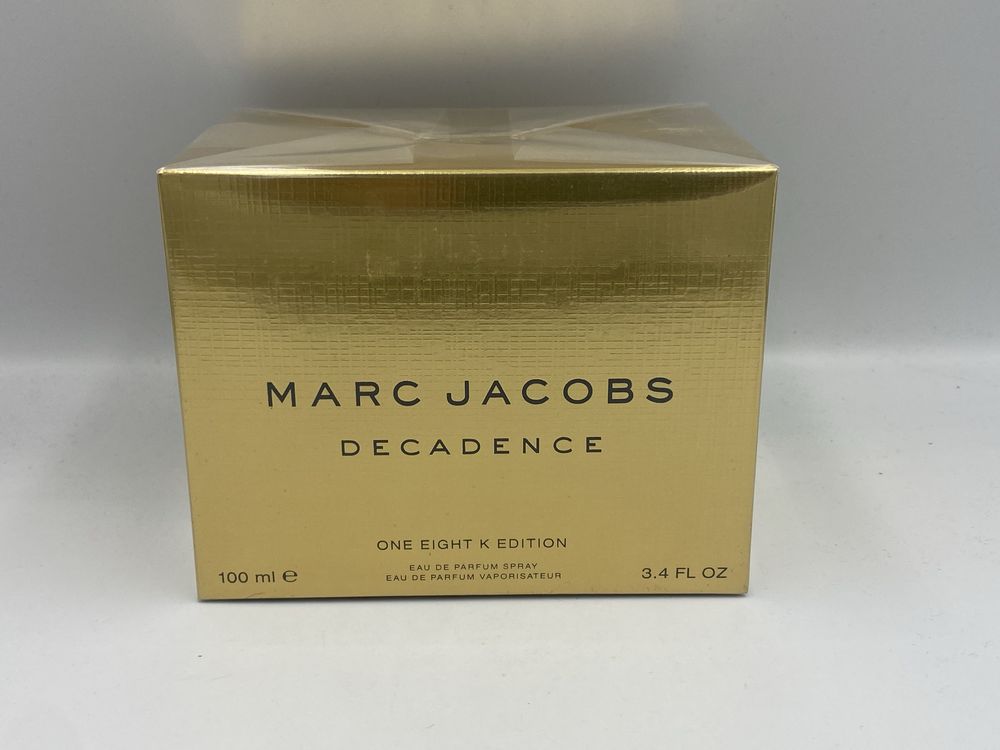 MARC JACOBS
DECADENCE
ONE EIGHT K EDITION
EAU DE PARFUM SPRAY
EAU DE PARFUM VAPORISATEUR
100 ml ℮
3.4 FL OZ